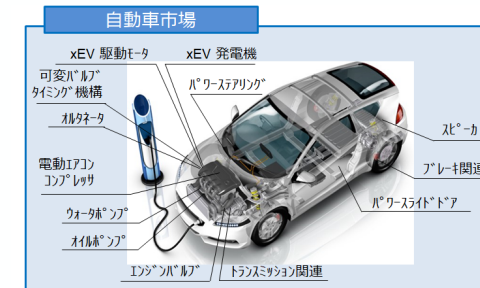 自動車市場
xEV 駆動ﾓｰﾀ
xEV 発電機
可変ﾊﾞﾙﾌﾞ
ﾀｲﾐﾝｸﾞ機構
ﾊﾟﾜｰｽﾃｱﾘﾝｸﾞ
ｵﾙﾀﾈｰﾀ
ｽﾋﾟｰｶ
電動ｴｱｺﾝ
ｺﾝﾌﾟﾚｯｻ
ﾌﾞﾚｰｷ関連
ﾊﾟﾜｰｽﾗｲﾄﾞﾄﾞｱ
ｳｫｰﾀﾎﾟﾝﾌﾟ
ｵｲﾙﾎﾟﾝﾌﾟ
ｴﾝｼﾞﾝﾊﾞﾙﾌﾞ
ﾄﾗﾝｽﾐｯｼｮﾝ関連